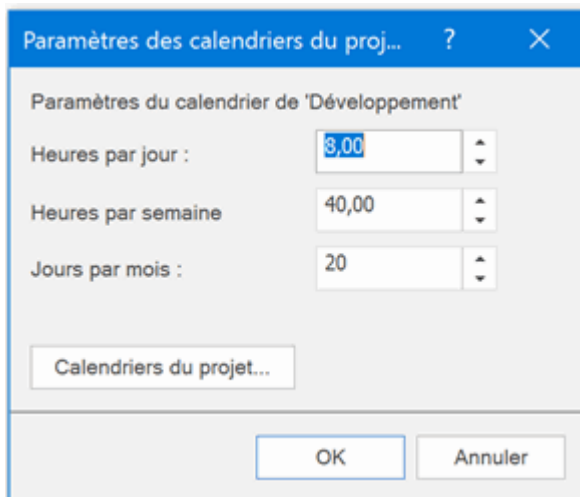 Paramètres des calendriers du proj... ?
Paramètres du calendrier de 'Développement'
Heures par jour : 8,00
Heures par semaine 40,00
Jours par mois : 20
Calendriers du projet...
OK Annuler